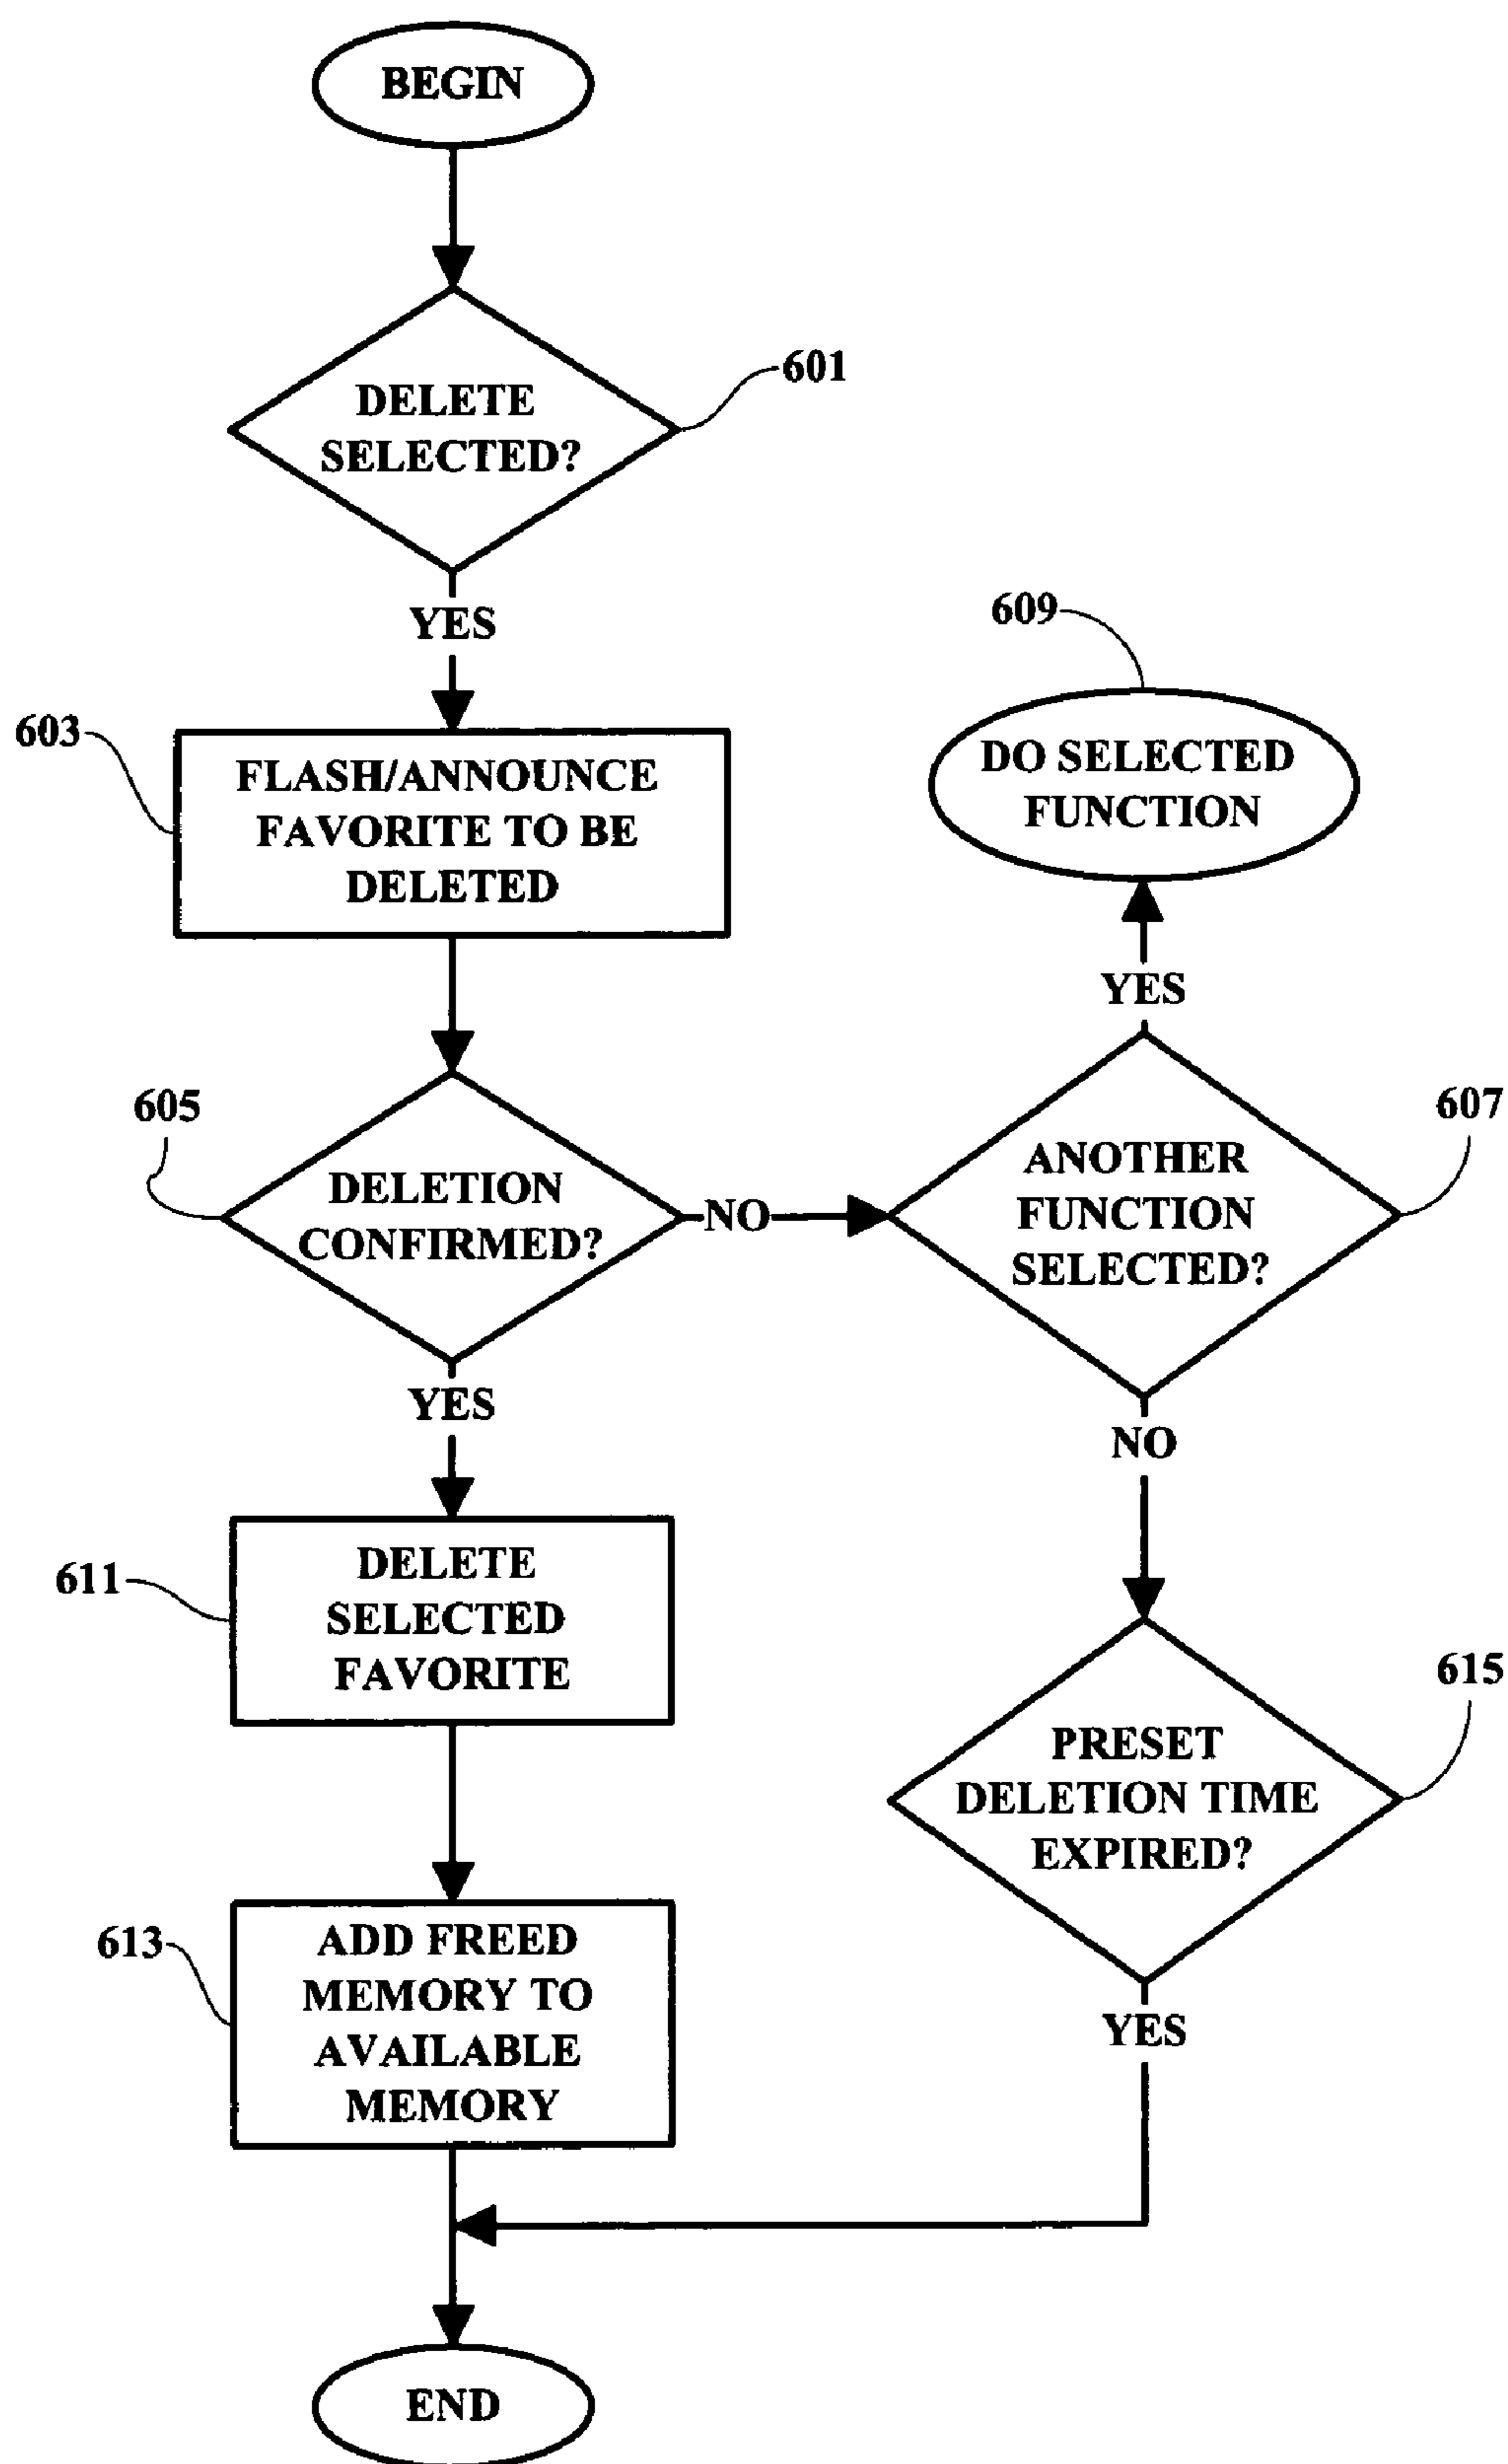 BEGIN
DELETE
SELECTED?
601
YES
603
FLASH/ANNOUNCE
FAVORITE TO BE
DELETED
609
DO SELECTED
FUNCTION
YES
605
DELETION
CONFIRMED?
NO
607
ANOTHER
FUNCTION
SELECTED?
YES
NO
611
DELETE
SELECTED
FAVORITE
615
PRESET
DELETION TIME
EXPIRED?
613
ADD FREED
MEMORY TO
AVAILABLE
MEMORY
YES
END